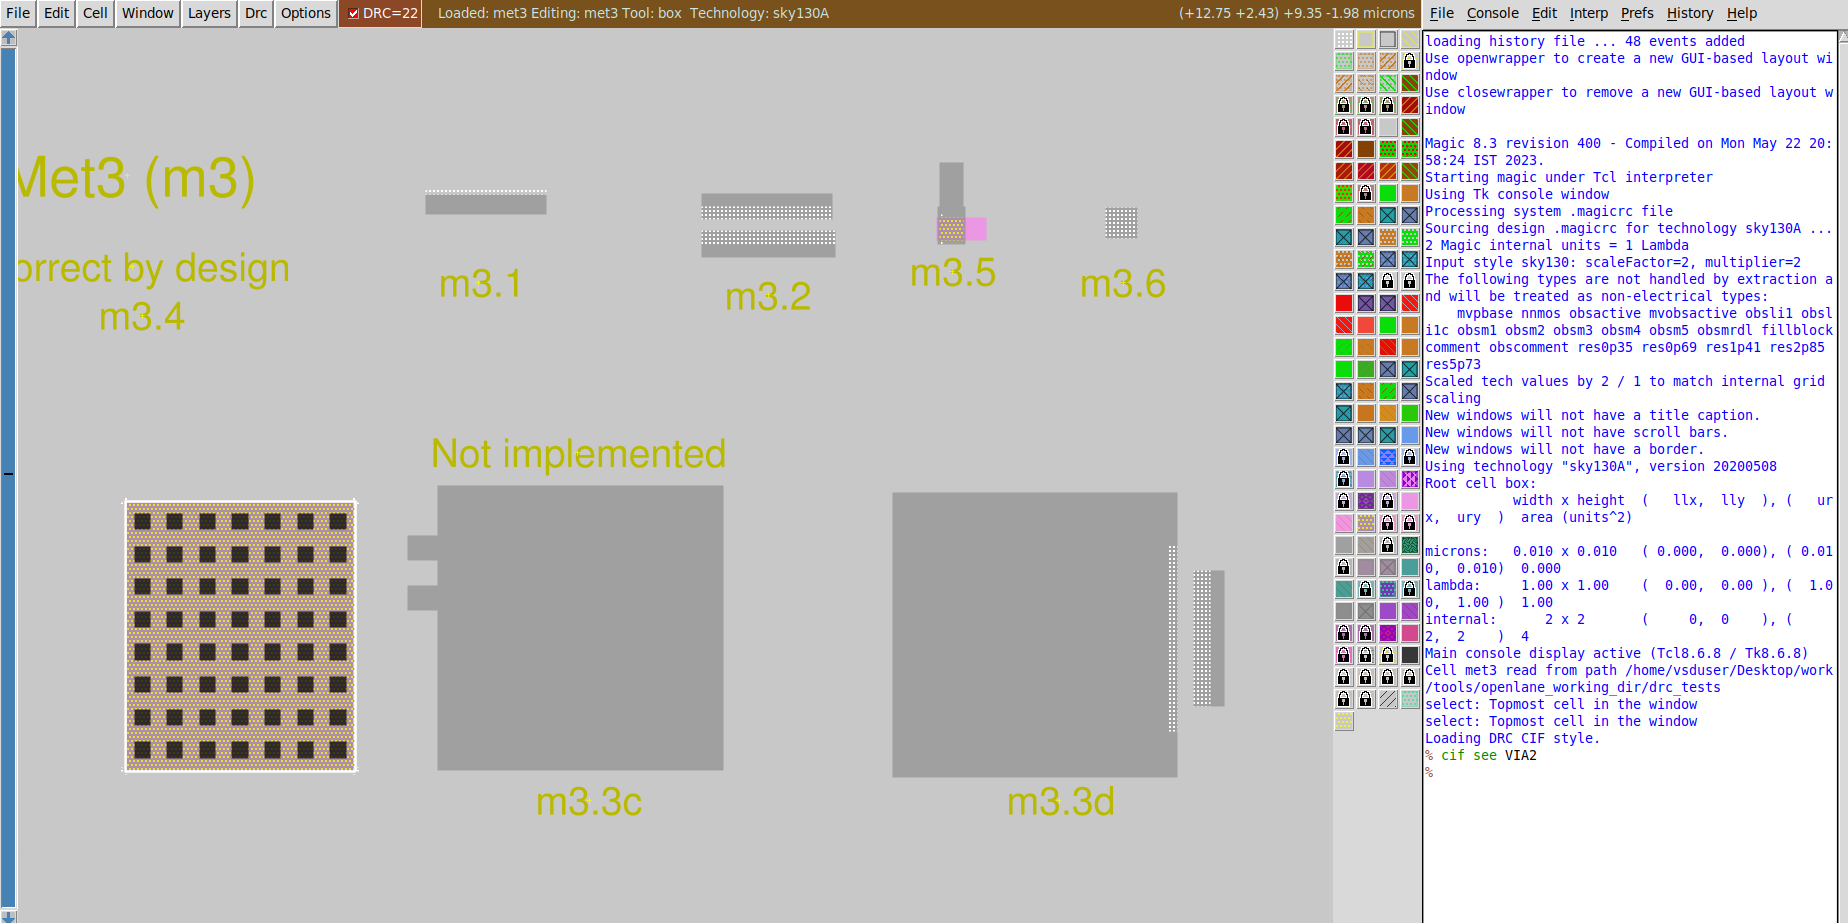 File Edit Cell Window Layers Drc Options DRC=22 Loaded: met3 Editing: met3 Tool: box Technology: sky130A (+12.75 +2.43) +9.35 -1.98 microns
Met3 (m3)
orrect by design
m3.4
m3.1
m3.2
m3.5
m3.6
Not implemented
m3.3c
m3.3d
File Console Edit Interp Prefs History Help
loading history file ... 48 events added
Use openwrapper to create a new GUI-based layout wi
ndow
Use closewrapper to remove a new GUI-based layout w
indow
Magic 8.3 revision 400 - Compiled on Mon May 22 20:
58:24 IST 2023.
Starting magic under Tcl interpreter
Using Tk console window
Processing system .magicrc file
Sourcing design .magicrc for technology sky130A ...
2 Magic internal units = 1 Lambda
Input style sky130: scaleFactor=2, multiplier=2
The following types are not handled by extraction a
nd will be treated as non-electrical types:
mvpbase nnmos obsactive mvobsactive obsli1 obsl
i1c obsm1 obsm2 obsm3 obsm4 obsm5 obsmrdl fillblock
comment obscomment res0p35 res0p69 res1p41 res2p85
res5p73
Scaled tech values by 2 / 1 to match internal grid
scaling
New windows will not have a title caption.
New windows will not have scroll bars.
New windows will not have a border.
Using technology "sky130A", version 20200508
Root cell box:
width x height ( llx, lly ), ( ur
x, ury ) area (units^2)
microns: 0.010 x 0.010 ( 0.000, 0.000), ( 0.01
0, 0.010) 0.000
lambda: 1.00 x 1.00 ( 0.00, 0.00 ), ( 1.0
0, 1.00 ) 1.00
internal: 2 x 2 ( 0, 0 ), (
2, 2 ) 4
Main console display active (Tcl8.6.8 / Tk8.6.8)
Cell met3 read from path /home/vsduser/Desktop/work
/tools/openlane_working_dir/drc_tests
select: Topmost cell in the window
select: Topmost cell in the window
Loading DRC CIF style.
% cif see VIA2
%